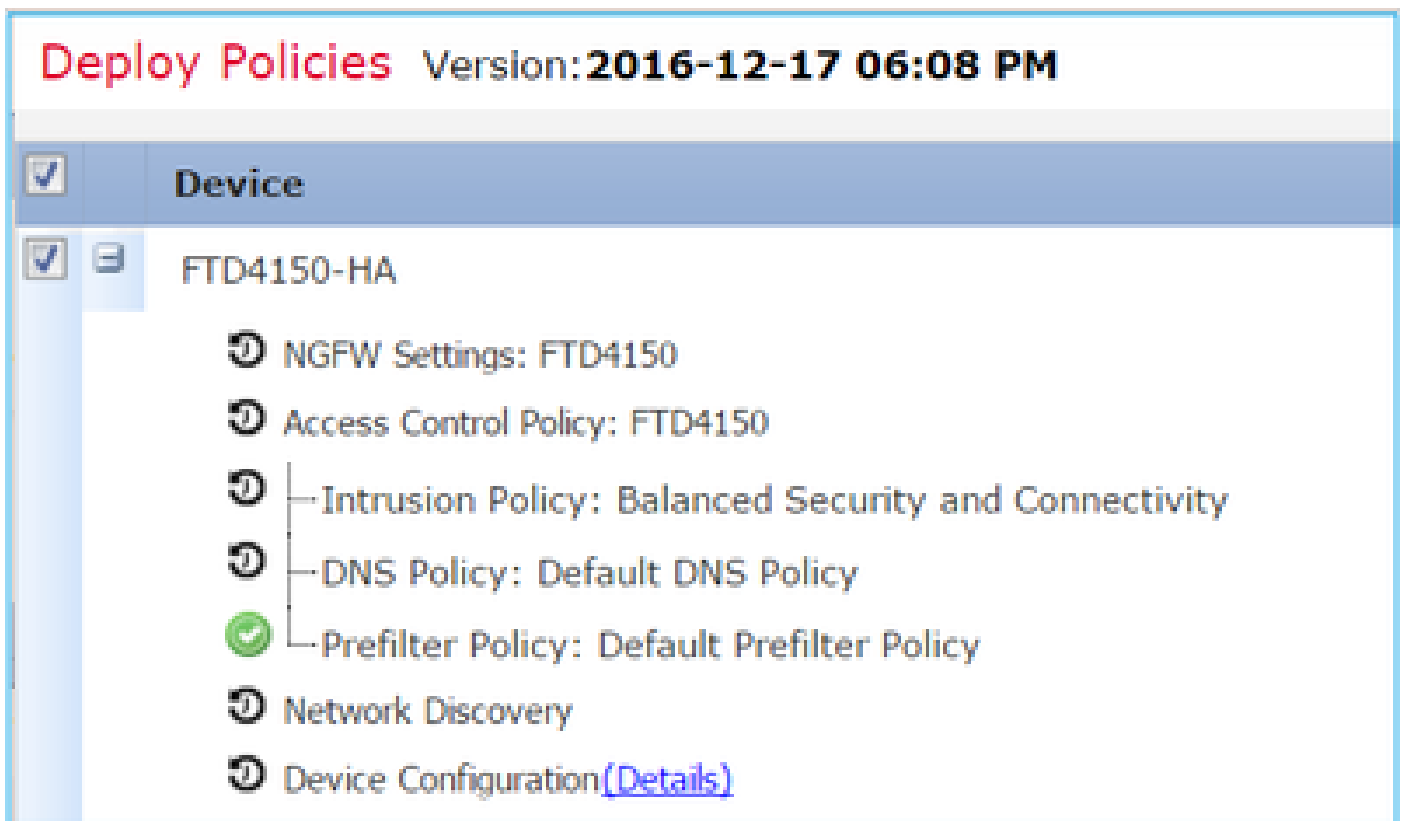 Deploy Policies Version:2016-12-17 06:08 PM
Device
FTD4150-HA
NGFW Settings: FTD4150
Access Control Policy: FTD4150
Intrusion Policy: Balanced Security and Connectivity
DNS Policy: Default DNS Policy
Prefilter Policy: Default Prefilter Policy
Network Discovery
Device Configuration(Details)